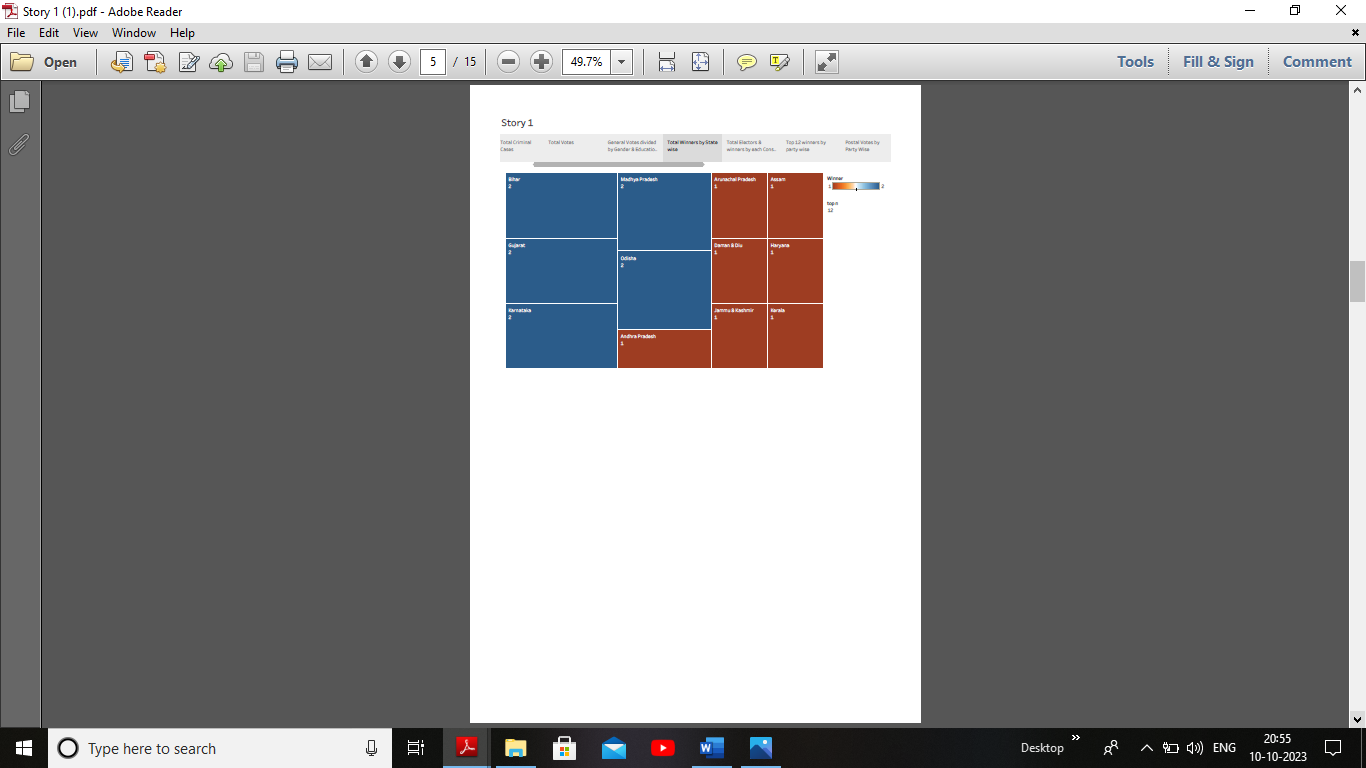 Story 1 (1).pdf - Adobe Reader
File Edit View Window Help
Open
5 / 15
49.7%
Tools Fill & Sign Comment
Story 1
Total Criminal
Cases
Total Votes
General Votes divided
by Gender & Educatio..
Total Winners by State
wise
Total Electors &
winners by each Cons..
Top 12 winners by
party wise
Postal Votes by
Party Wise
Bihar
2
Madhya Pradesh
2
Arunachal Pradesh
1
Assam
1
Winner
1 2
top n
12
Gujarat
2
Odisha
2
Daman & Diu
1
Haryana
1
Karnataka
2
Andhra Pradesh
1
Jammu & Kashmir
1
Kerala
1
Type here to search
Desktop
ENG
20:55
10-10-2023